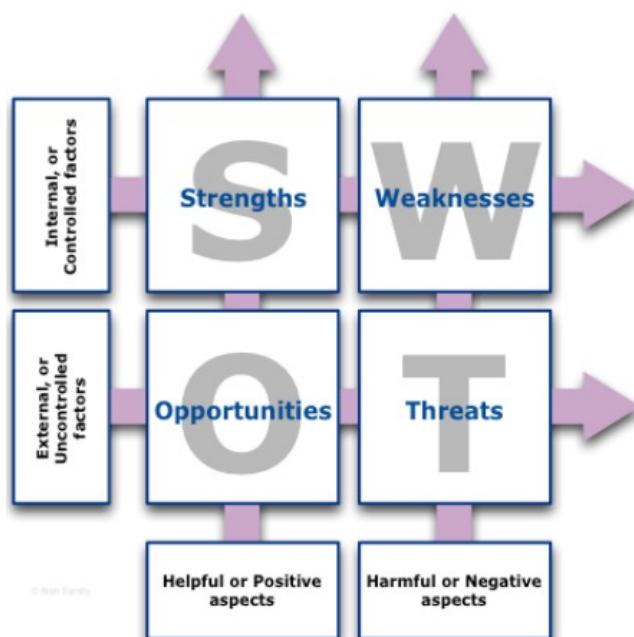 Internal, or
Controlled factors
S
Strengths
W
Weaknesses
External, or
Uncontrolled
factors
O
Opportunities
T
Threats
Helpful or Positive
aspects
Harmful or Negative
aspects